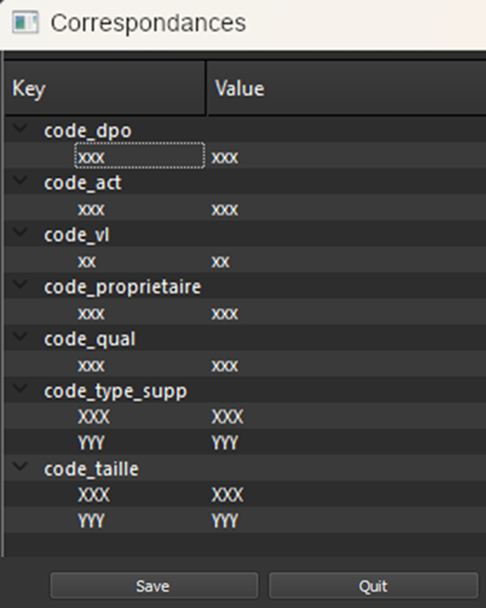 Correspondances
Key Value
code_dpo
xxx xxx
code_act
xxx xxx
code_vl
xx xx
code_proprietaire
xxx xxx
code_qual
xxx xxx
code_type_supp
XXX XXX
YYY YYY
code_taille
XXX XXX
YYY YYY
Save Quit